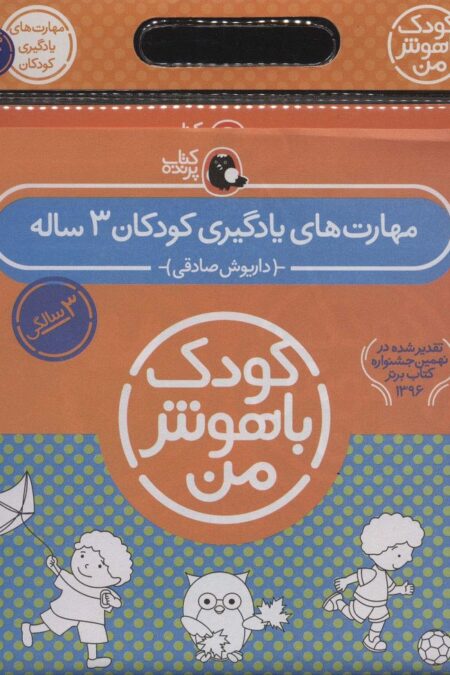 کودک
باهوش
من
مهارت‌های
یادگیری
کودکان
کتاب
پرنده
مهارت‌های یادگیری کودکان ۳ ساله
-(داریوش صادقی)-
۳ سالگی
تقدیر شده در
نهمین جشنواره
کتاب برتر
۱۳۹۶
کودک
باهوش
من